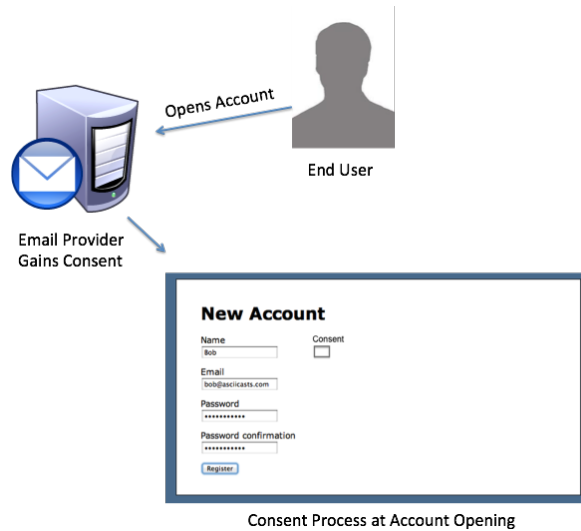 Opens Account
End User
Email Provider
Gains Consent
New Account
Name Consent
Bob
Email
bob@asciicasts.com
Password
•••••••••••
Password confirmation
•••••••••••
Register
Consent Process at Account Opening